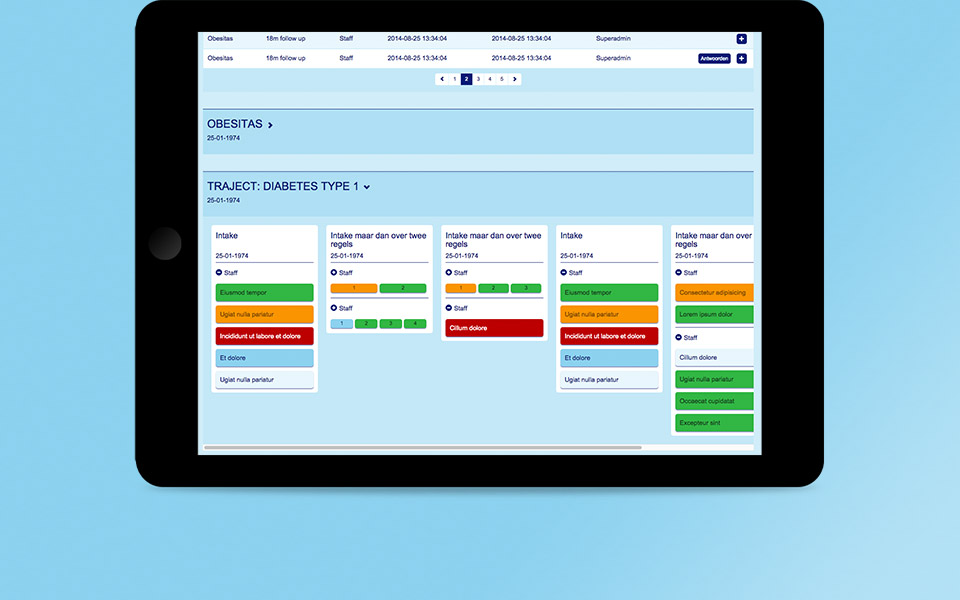 Obesitas 18m follow up Staff 2014-08-25 13:34:04 2014-08-25 13:34:04 Superadmin
Obesitas 18m follow up Staff 2014-08-25 13:34:04 2014-08-25 13:34:04 Superadmin Antwoorden
1 2 3 4 5
OBESITAS
25-01-1974
TRAJECT: DIABETES TYPE 1
25-01-1974
Intake
25-01-1974
Staff
Eiusmod tempor
Ugiat nulla pariatur
Incididunt ut labore et dolore
Et dolore
Ugiat nulla pariatur
Intake maar dan over twee
regels
25-01-1974
Staff
1 2
Staff
1 2 3 4
Intake maar dan over twee
regels
25-01-1974
Staff
1 2 3
Staff
Cillum dolore
Intake
25-01-1974
Staff
Eiusmod tempor
Ugiat nulla pariatur
Incididunt ut labore et dolore
Et dolore
Ugiat nulla pariatur
Intake maar dan over
regels
25-01-1974
Staff
Consectetur adipisicing
Lorem ipsum dolor
Staff
Cillum dolore
Ugiat nulla pariatur
Occaecat cupidatat
Excepteur sint